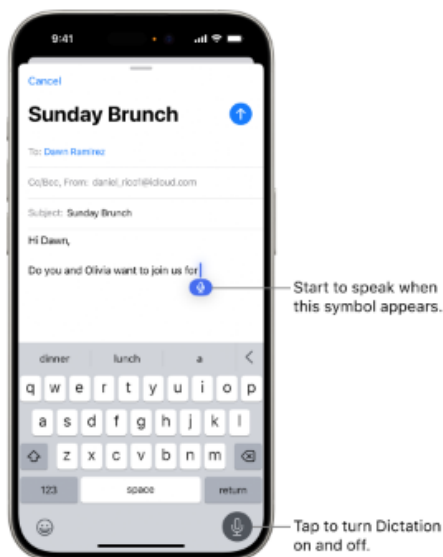 9:41
Cancel
Sunday Brunch
To: Dawn Ramirez
Cc/Bcc, From: daniel_rico1@icloud.com
Subject: Sunday Brunch
Hi Dawn,
Do you and Olivia want to join us for
Start to speak when
this symbol appears.
dinner lunch a
q w e r t y u i o p
a s d f g h j k l
z x c v b n m
123 space return
Tap to turn Dictation
on and off.